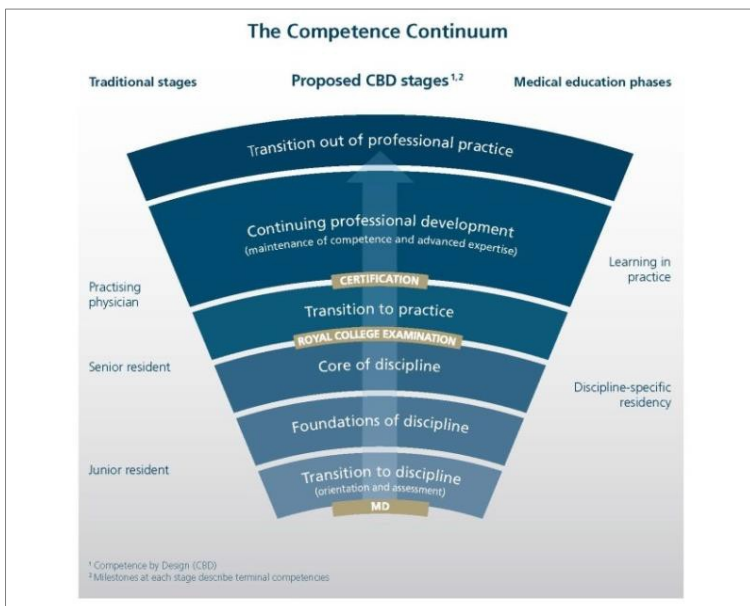 The Competence Continuum
Traditional stages
Proposed CBD stages¹,²
Medical education phases
Transition out of professional practice
Continuing professional development
(maintenance of competence and advanced expertise)
Learning in
practice
CERTIFICATION
Practising
physician
Transition to practice
ROYAL COLLEGE EXAMINATION
Senior resident
Core of discipline
Discipline-specific
residency
Foundations of discipline
Junior resident
Transition to discipline
(orientation and assessment)
MD
¹ Competence by Design (CBD)
² Milestones at each stage describe terminal competencies